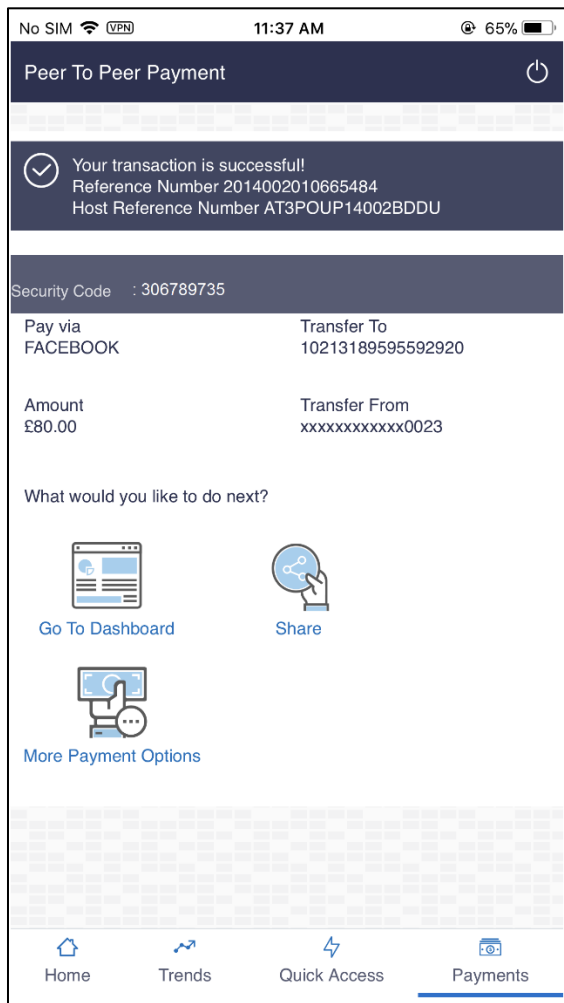 No SIM VPN 11:37 AM 65%
Peer To Peer Payment
Your transaction is successful!
Reference Number 2014002010665484
Host Reference Number AT3POUP14002BDDU
Security Code : 306789735
Pay via Transfer To
FACEBOOK 10213189595592920
Amount Transfer From
£80.00 xxxxxxxxxxxx0023
What would you like to do next?
Go To Dashboard Share
More Payment Options
Home Trends Quick Access Payments